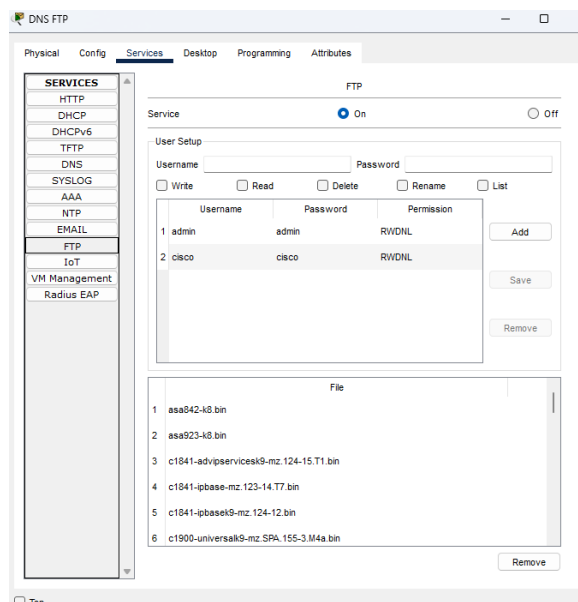 DNS FTP
Physical Config Services Desktop Programming Attributes
SERVICES
HTTP
DHCP
DHCPv6
TFTP
DNS
SYSLOG
AAA
NTP
EMAIL
FTP
IoT
VM Management
Radius EAP
FTP
Service On Off
User Setup
Username Password
Write Read Delete Rename List
Username Password Permission
1 admin admin RWDNL
2 cisco cisco RWDNL
Add
Save
Remove
File
1 asa842-k8.bin
2 asa923-k8.bin
3 c1841-advipservicesk9-mz.124-15.T1.bin
4 c1841-ipbase-mz.123-14.T7.bin
5 c1841-ipbasek9-mz.124-12.bin
6 c1900-universalk9-mz.SPA.155-3.M4a.bin
Remove
Top